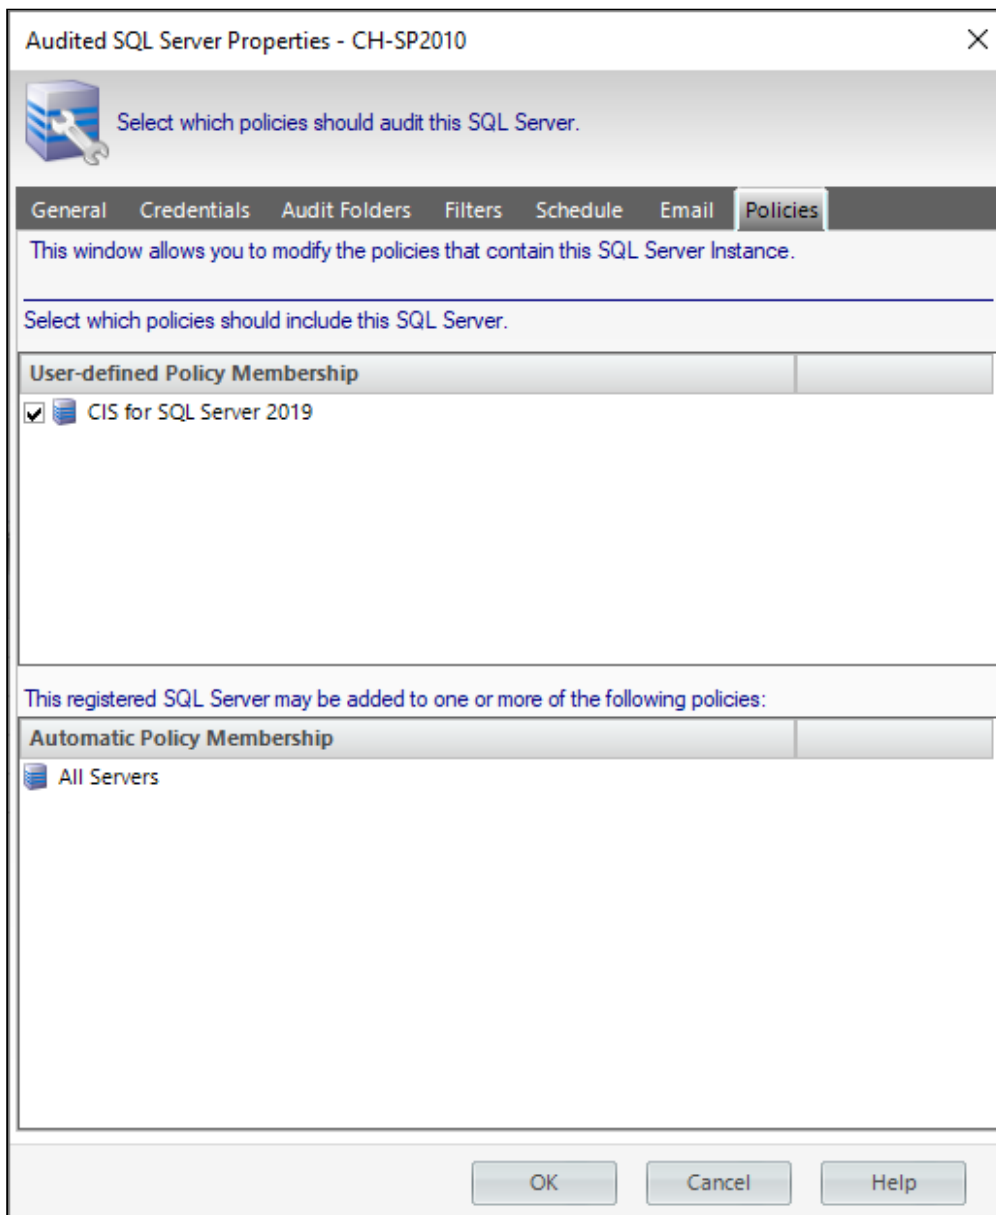 Audited SQL Server Properties - CH-SP2010
Select which policies should audit this SQL Server.
General Credentials Audit Folders Filters Schedule Email Policies
This window allows you to modify the policies that contain this SQL Server Instance.
Select which policies should include this SQL Server.
User-defined Policy Membership
CIS for SQL Server 2019
This registered SQL Server may be added to one or more of the following policies:
Automatic Policy Membership
All Servers
OK Cancel Help